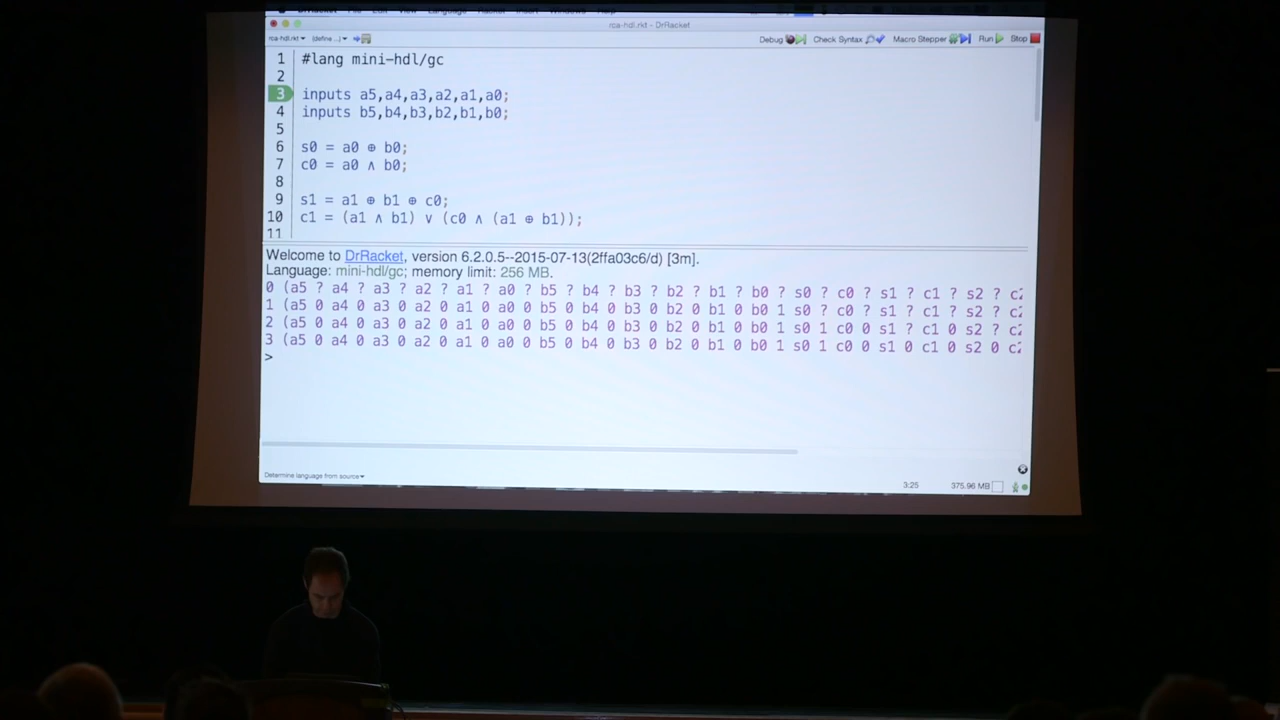 rca-hdl.rkt - DrRacket
rca-hdl.rkt▾ (define ...)▾
Debug Check Syntax Macro Stepper Run Stop
1 #lang mini-hdl/gc
2
3 inputs a5,a4,a3,a2,a1,a0;
4 inputs b5,b4,b3,b2,b1,b0;
5
6 s0 = a0 ⊕ b0;
7 c0 = a0 ∧ b0;
8
9 s1 = a1 ⊕ b1 ⊕ c0;
10 c1 = (a1 ∧ b1) ∨ (c0 ∧ (a1 ⊕ b1));
11
Welcome to DrRacket, version 6.2.0.5--2015-07-13(2ffa03c6/d) [3m].
Language: mini-hdl/gc; memory limit: 256 MB.
0 (a5 ? a4 ? a3 ? a2 ? a1 ? a0 ? b5 ? b4 ? b3 ? b2 ? b1 ? b0 ? s0 ? c0 ? s1 ? c1 ? s2 ? c2
1 (a5 0 a4 0 a3 0 a2 0 a1 0 a0 0 b5 0 b4 0 b3 0 b2 0 b1 0 b0 1 s0 ? c0 ? s1 ? c1 ? s2 ? c2
2 (a5 0 a4 0 a3 0 a2 0 a1 0 a0 0 b5 0 b4 0 b3 0 b2 0 b1 0 b0 1 s0 1 c0 0 s1 ? c1 0 s2 ? c2
3 (a5 0 a4 0 a3 0 a2 0 a1 0 a0 0 b5 0 b4 0 b3 0 b2 0 b1 0 b0 1 s0 1 c0 0 s1 0 c1 0 s2 0 c2
>
Determine language from source▾
3:25 375.96 MB